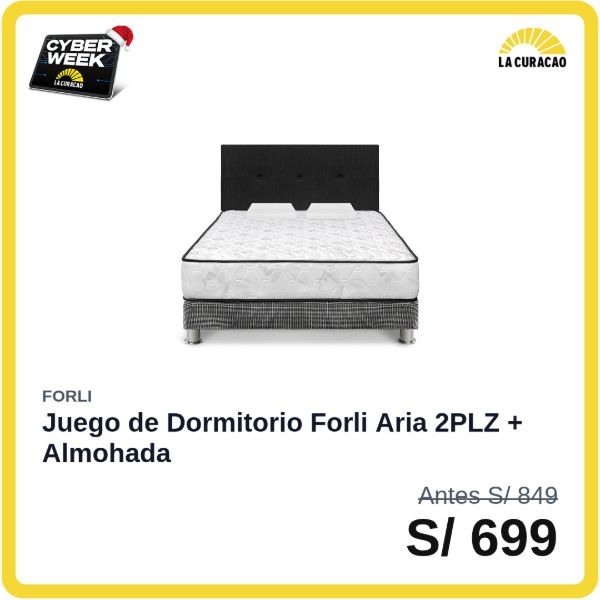 CYBER
WEEK
LA CURACAO
LA CURACAO
FORLI
Juego de Dormitorio Forli Aria 2PLZ +
Almohada
Antes S/ 849
S/ 699